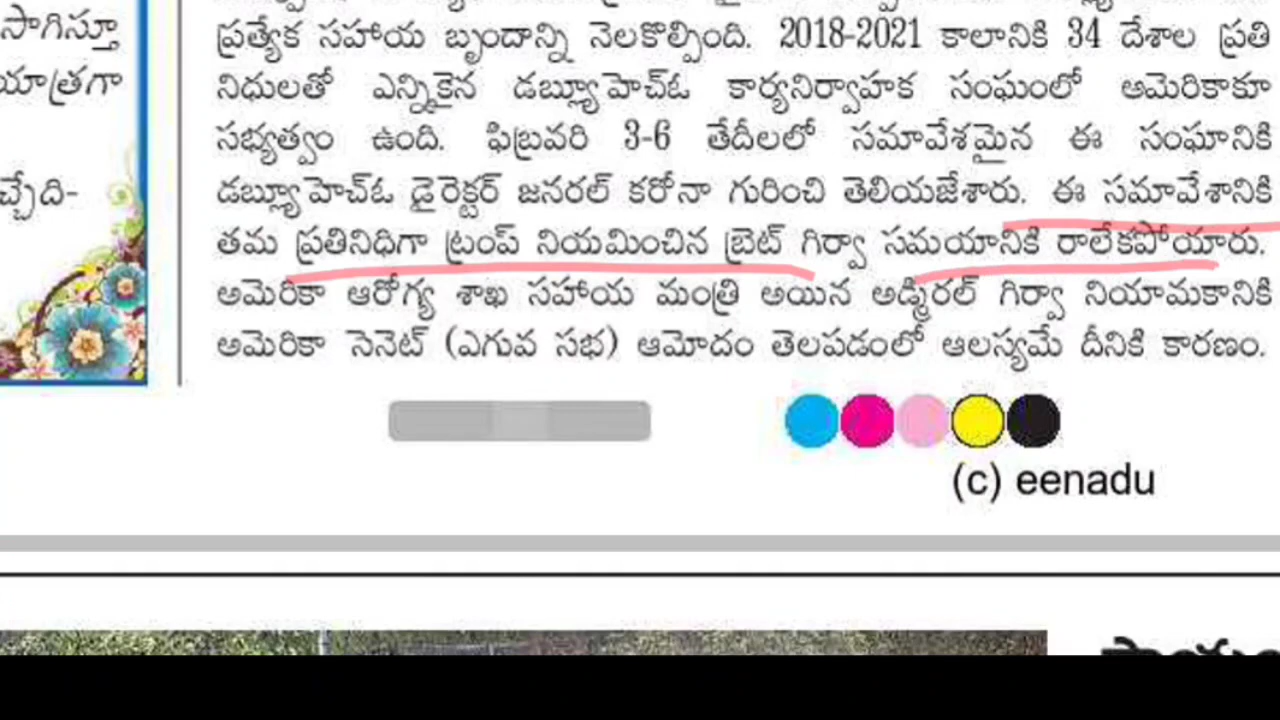 సాగిస్తూ
యాత్రగా
చ్చేది-
ప్రత్యేక సహాయ బృందాన్ని నెలకొల్పింది. 2018-2021 కాలానికి 34 దేశాల ప్రతి
నిధులతో ఎన్నికైన డబ్ల్యూహెచ్ఓ కార్యనిర్వాహక సంఘంలో అమెరికాకూ
సభ్యత్వం ఉంది. ఫిబ్రవరి 3-6 తేదీలలో సమావేశమైన ఈ సంఘానికి
డబ్ల్యూహెచ్ఓ డైరెక్టర్ జనరల్ కరోనా గురించి తెలియజేశారు. ఈ సమావేశానికి
తమ ప్రతినిధిగా ట్రంప్ నియమించిన బ్రెట్ గిర్వా సమయానికి రాలేకపోయారు.
అమెరికా ఆరోగ్య శాఖ సహాయ మంత్రి అయిన అడ్మిరల్ గిర్వా నియామకానికి
అమెరికా సెనెట్ (ఎగువ సభ) ఆమోదం తెలపడంలో ఆలస్యమే దీనికి కారణం.
(c) eenadu